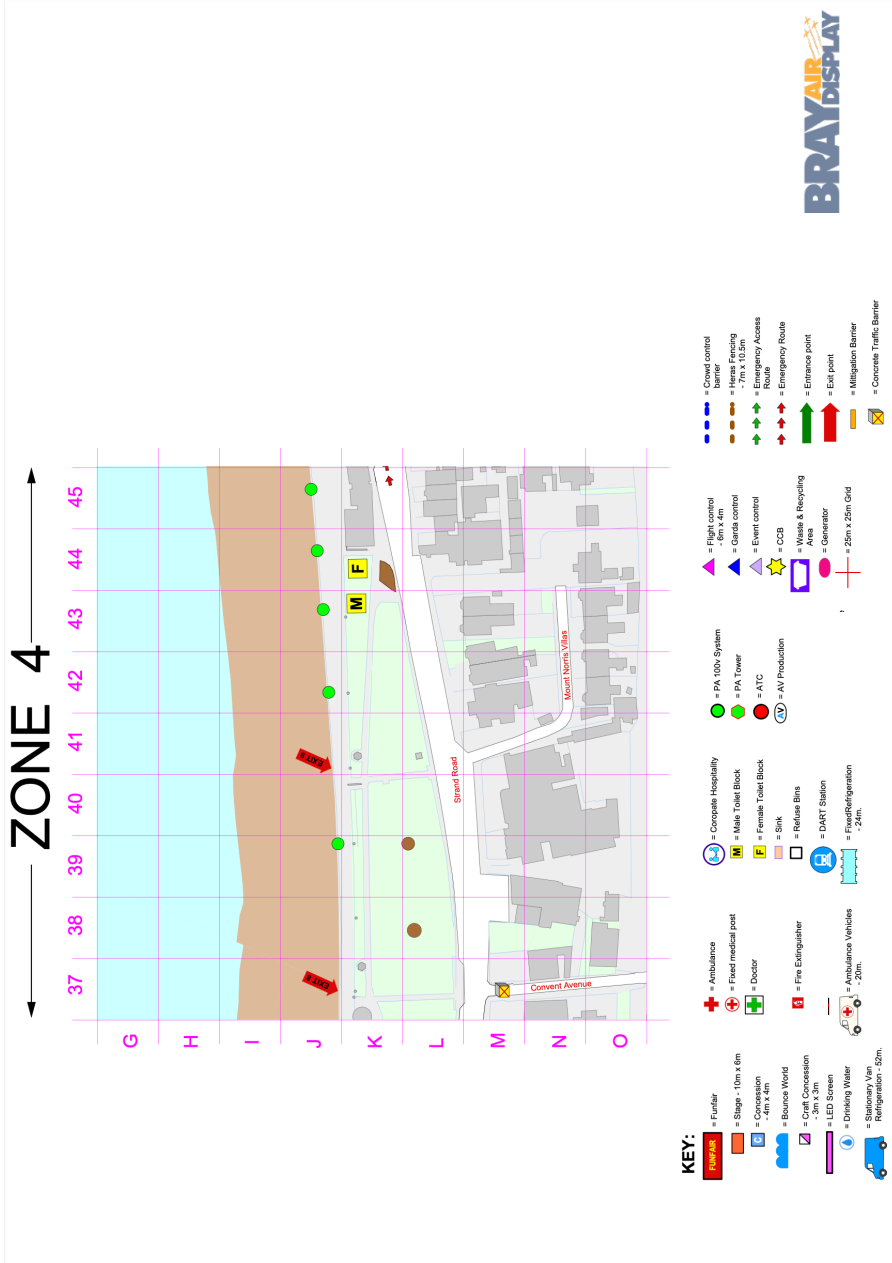 ZONE 4
37 38 39 40 41 42 43 44 45
G
H
I
J
K
L
M
N
O
EXIT 8
EXIT 9
M
F
Strand Road
Mount Norris Villas
Convent Avenue
KEY:
FUNFAIR = Funfair
= Stage - 10m x 6m
C = Concession
- 4m x 4m
= Bounce World
= Craft Concession
- 3m x 3m
= LED Screen
= Drinking Water
= Stationary Van
Refrigeration - 52m.
= Ambulance
= Fixed medical post
= Doctor
= Fire Extinguisher
= Ambulance Vehicles
- 20m.
= Coropate Hospitality
M = Male Toilet Block
F = Female Toilet Block
= Sink
= Refuse Bins
= DART Station
= FixedRefrigeration
- 24m.
= PA 100v System
= PA Tower
= ATC
AV = AV Production
= Flight control
- 6m x 4m
= Garda control
= Event control
= CCB
= Waste & Recycling
Area
= Generator
= 25m x 25m Grid
= Crowd control
barrier
= Heras Fencing
- 7m x 10.5m
= Emergency Access
Route
= Emergency Route
= Entrance point
= Exit point
= Mittigation Barrier
= Concrete Traffic Barrier
BRAY AIR
DISPLAY